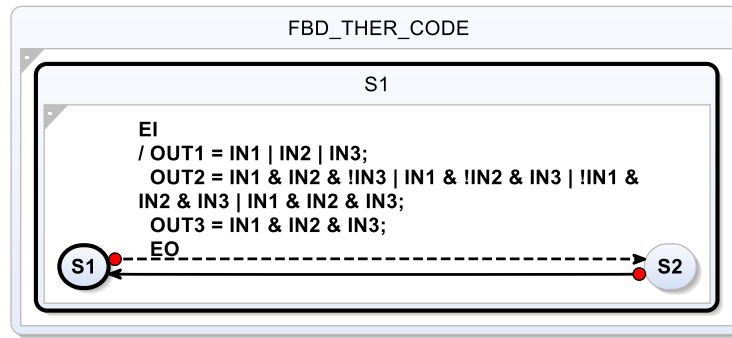 FBD_THER_CODE
S1
EI
/ OUT1 = IN1 | IN2 | IN3;
OUT2 = IN1 & IN2 & !IN3 | IN1 & !IN2 & IN3 | !IN1 &
IN2 & IN3 | IN1 & IN2 & IN3;
OUT3 = IN1 & IN2 & IN3;
EO
S1
S2